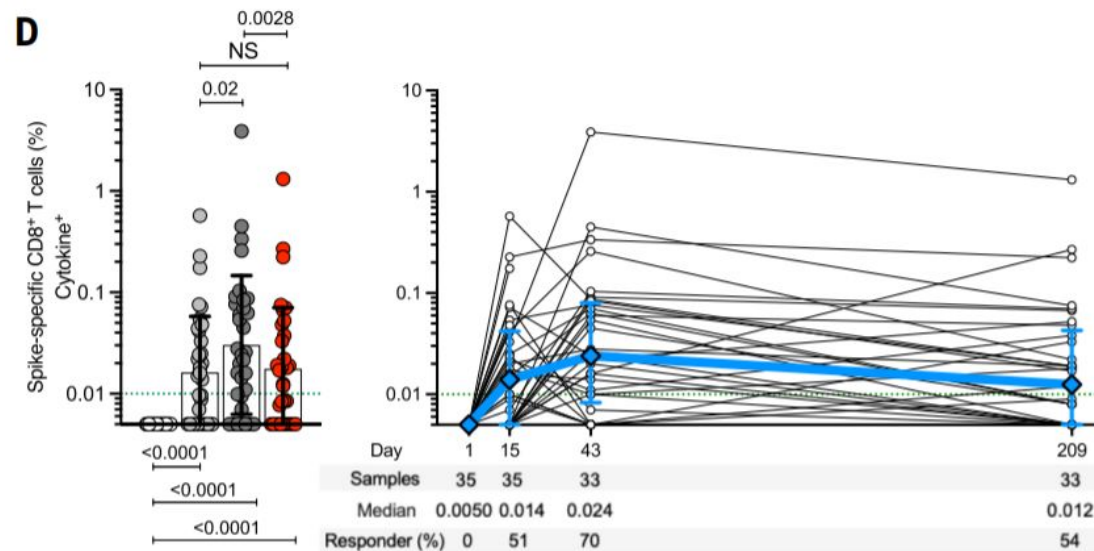 D
0.0028
NS
0.02
10
1
0.1
0.01
Spike-specific CD8⁺ T cells (%)
Cytokine⁺
<0.0001
<0.0001
<0.0001
10
1
0.1
0.01
Day 1 15 43 209
Samples 35 35 33 33
Median 0.0050 0.014 0.024 0.012
Responder (%) 0 51 70 54